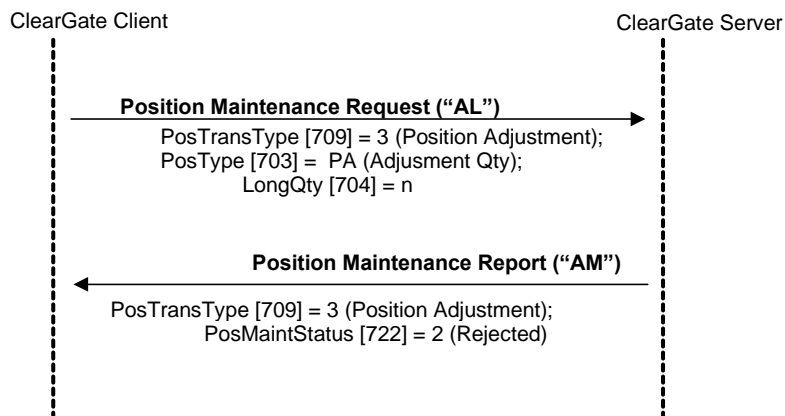 ClearGate Client
ClearGate Server
Position Maintenance Request (“AL”)
PosTransType [709] = 3 (Position Adjustment);
PosType [703] = PA (Adjusment Qty);
LongQty [704] = n
Position Maintenance Report (“AM”)
PosTransType [709] = 3 (Position Adjustment);
PosMaintStatus [722] = 2 (Rejected)